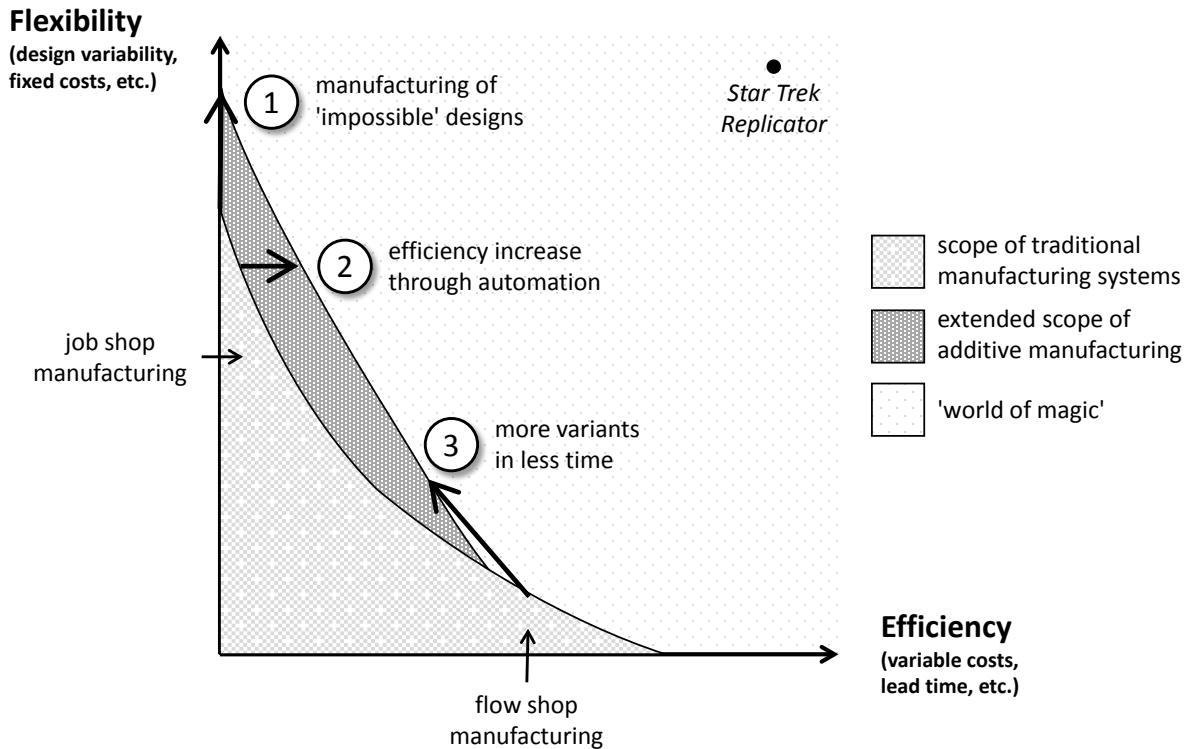 Flexibility
(design variability,
fixed costs, etc.)
1
manufacturing of
'impossible' designs
Star Trek
Replicator
2
efficiency increase
through automation
scope of traditional
manufacturing systems
extended scope of
additive manufacturing
'world of magic'
job shop
manufacturing
3
more variants
in less time
Efficiency
(variable costs,
lead time, etc.)
flow shop
manufacturing